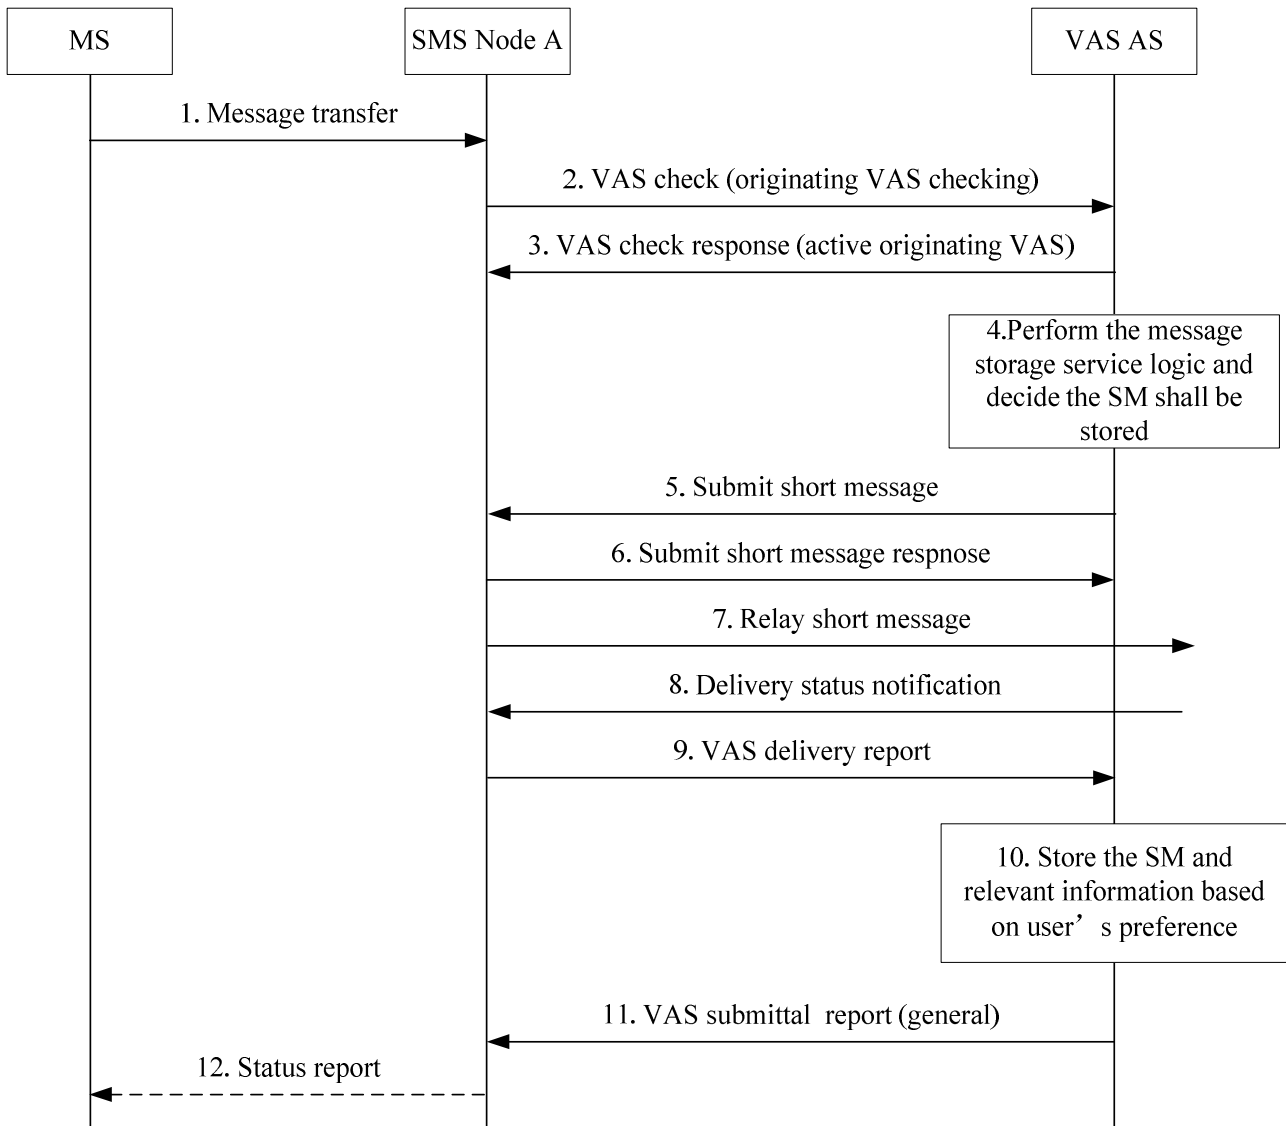 MS
SMS Node A
VAS AS
1. Message transfer
2. VAS check (originating VAS checking)
3. VAS check response (active originating VAS)
4.Perform the message
storage service logic and
decide the SM shall be
stored
5. Submit short message
6. Submit short message respnose
7. Relay short message
8. Delivery status notification
9. VAS delivery report
10. Store the SM and
relevant information based
on user’s preference
11. VAS submittal  report (general)
12. Status report